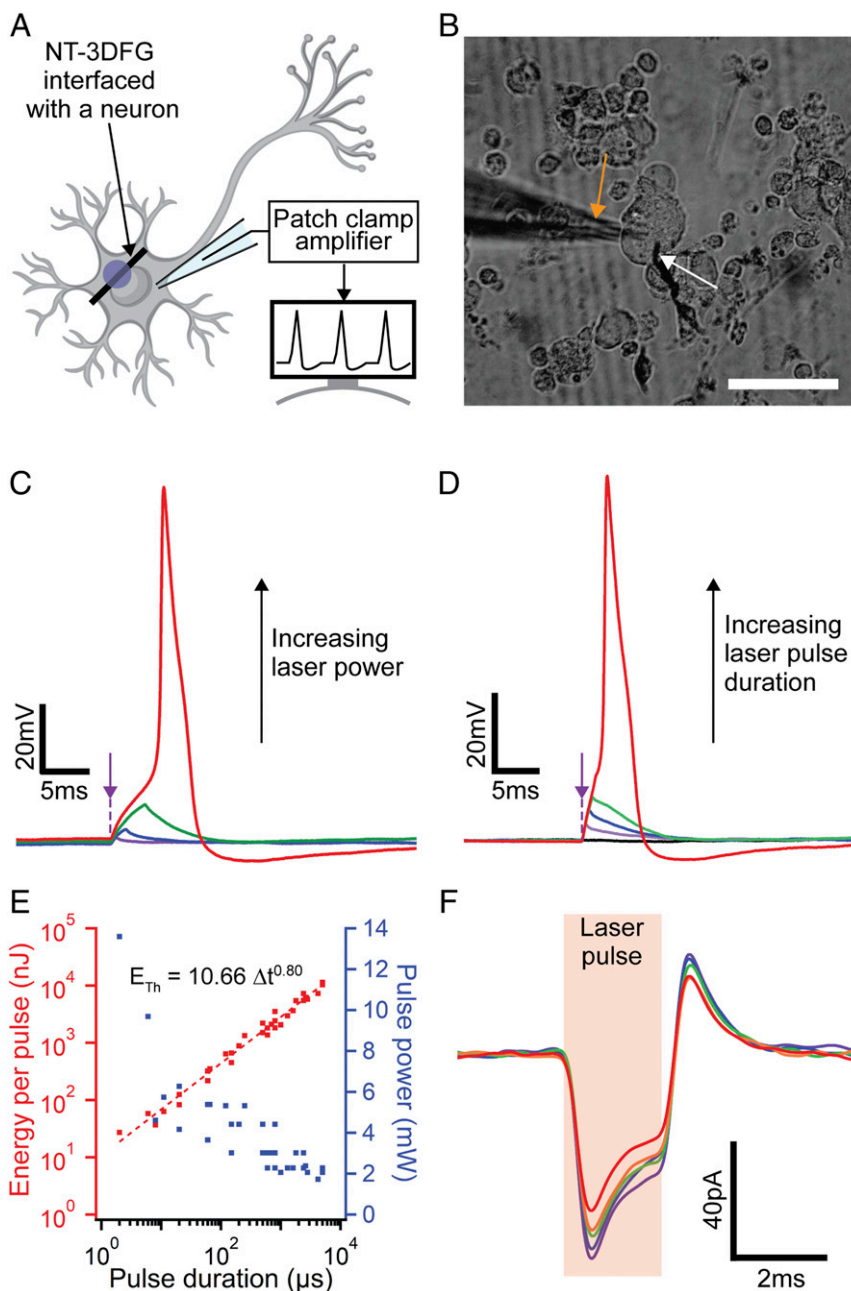 A
NT-3DFG
interfaced
with a neuron
Patch clamp
amplifier
B
C
Increasing
laser power
20mV
5ms
D
Increasing
laser pulse
duration
20mV
5ms
E
E_Th = 10.66 Δt^0.80
Energy per pulse (nJ)
10^5
10^4
10^3
10^2
10^1
10^0
Pulse power (mW)
14
12
10
8
6
4
2
0
10^0 10^2 10^4
Pulse duration (μs)
F
Laser
pulse
40pA
2ms